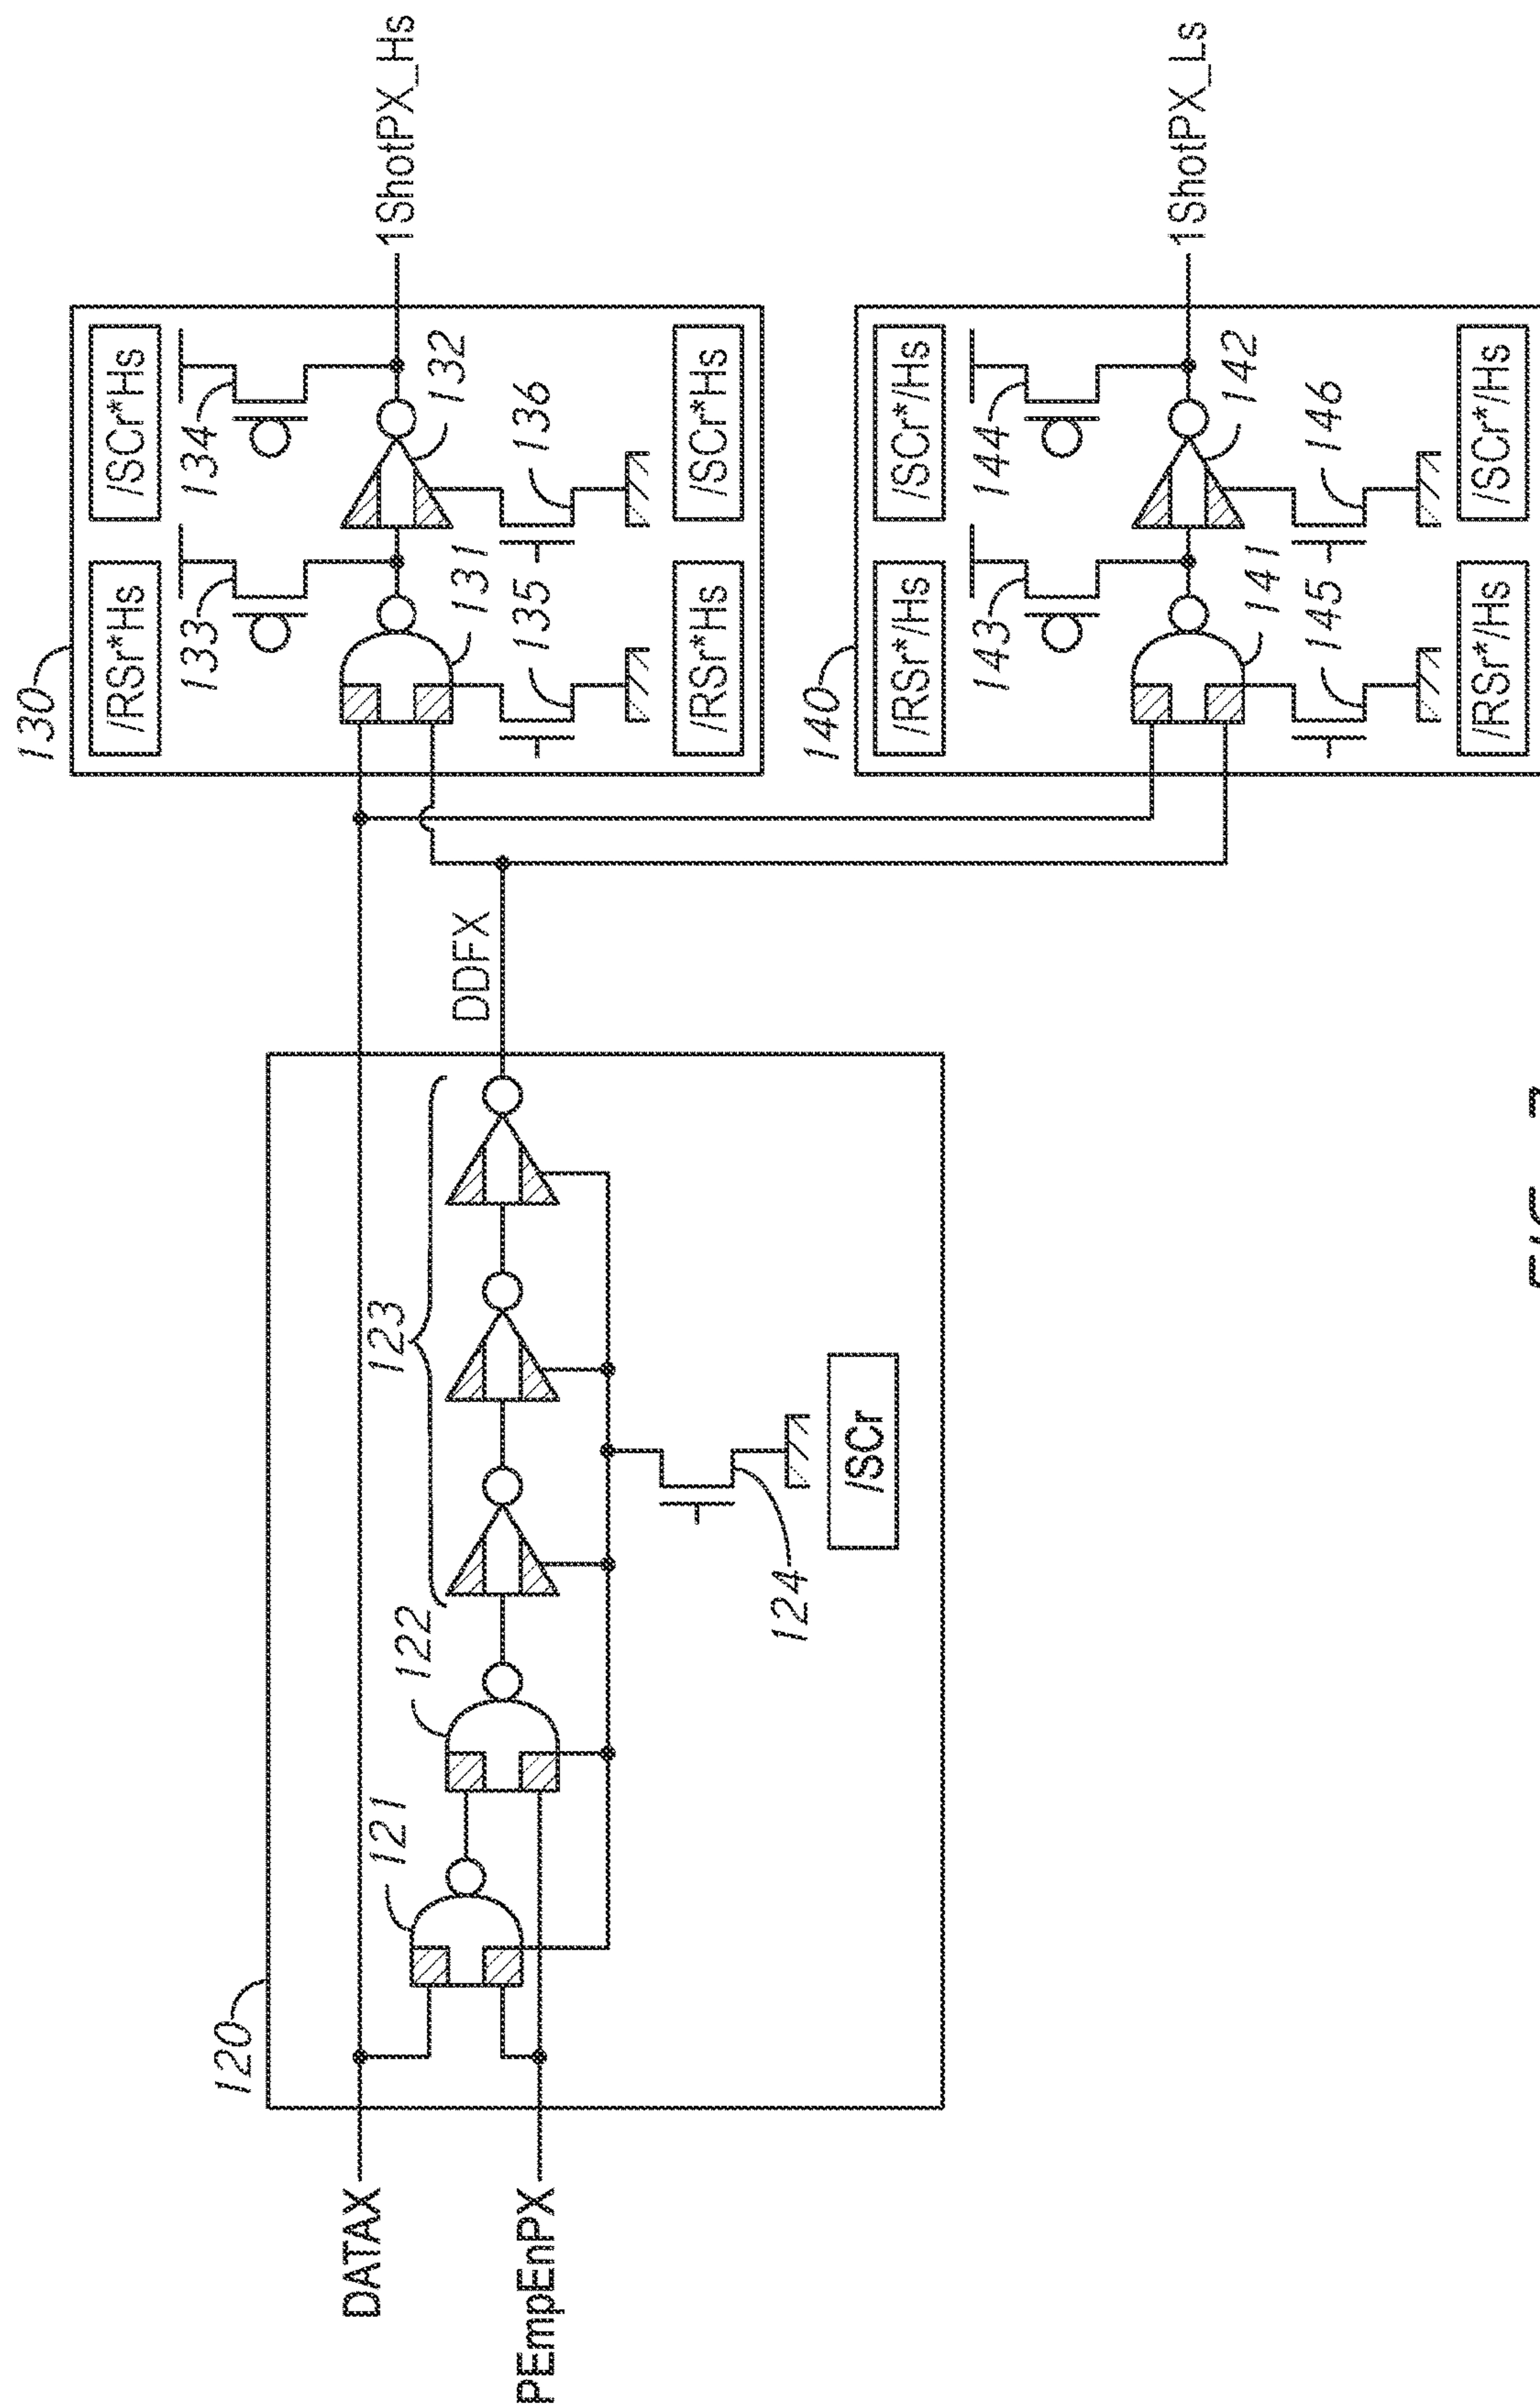 130
/RSr*Hs
/SCr*Hs
133
134
131
132
135
136
/RSr*Hs
/SCr*Hs
1ShotPX_Hs
140
/RSr*/Hs
/SCr*/Hs
143
144
141
142
145
146
/RSr*/Hs
/SCr*/Hs
1ShotPX_Ls
120
DATAX
PEmpEnPX
121
122
123
124
/SCr
DDFX